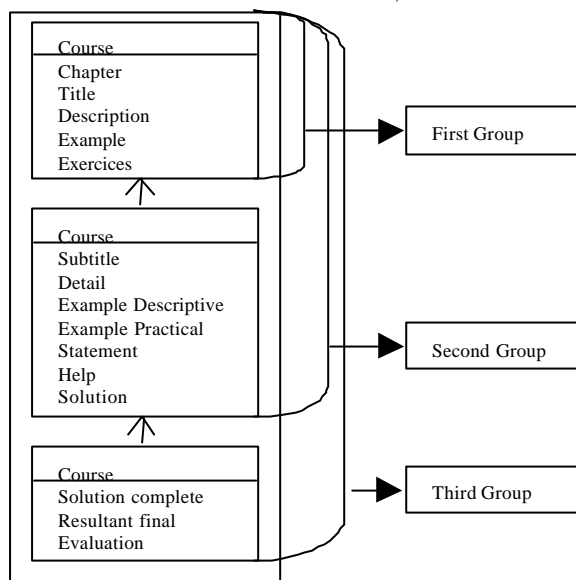 Course
Chapter
Title
Description
Example
Exercices
First Group
Course
Subtitle
Detail
Example Descriptive
Example Practical
Statement
Help
Solution
Second Group
Course
Solution complete
Resultant final
Evaluation
Third Group